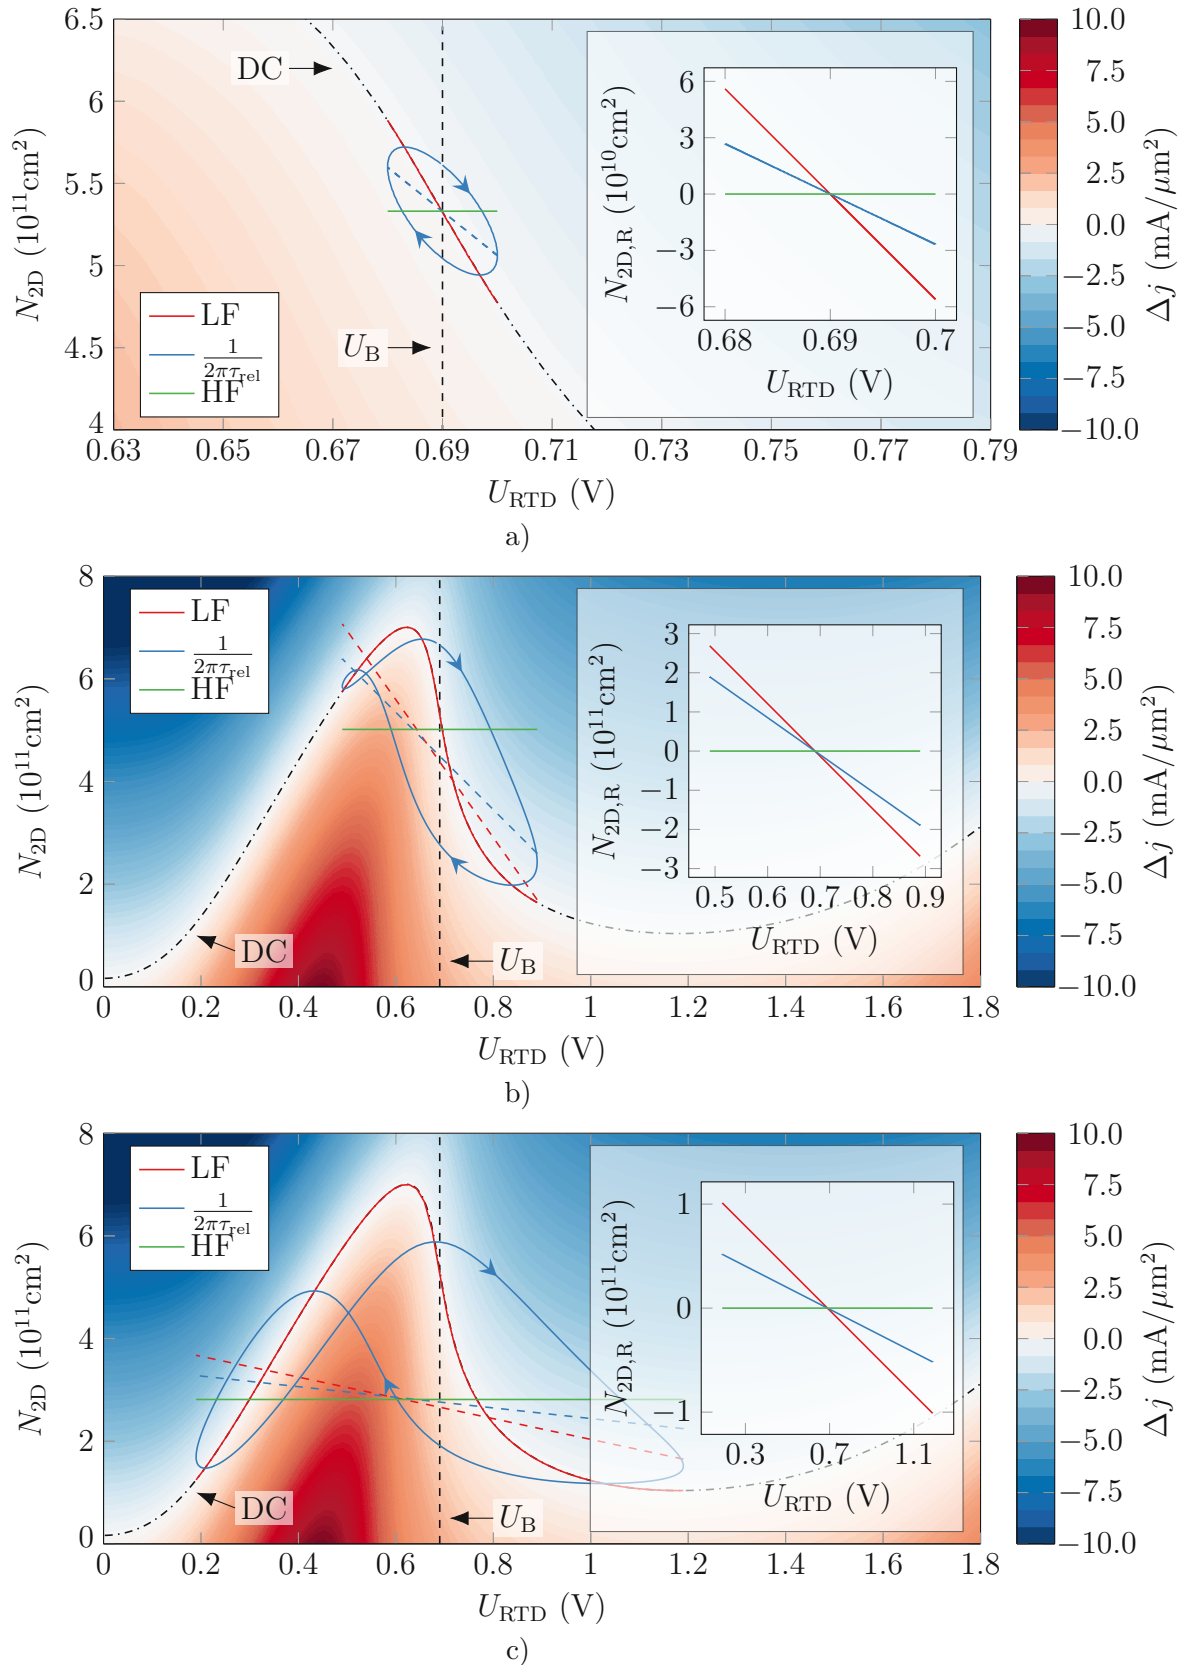 6.5
6
5.5
5
4.5
4
N2D (10^11cm^2)
DC
UB
LF
1/2πτrel
HF
0.63
0.65
0.67
0.69
0.71
0.73
0.75
0.77
0.79
URTD (V)
6
3
0
−3
−6
N2D,R (10^10cm^2)
0.68
0.69
0.7
URTD (V)
10.0
7.5
5.0
2.5
0.0
−2.5
−5.0
−7.5
−10.0
Δj (mA/μm^2)
a)
8
6
4
2
0
N2D (10^11cm^2)
LF
1/2πτrel
HF
DC
UB
0
0.2
0.4
0.6
0.8
1
1.2
1.4
1.6
1.8
URTD (V)
3
2
1
0
−1
−2
−3
N2D,R (10^11cm^2)
0.5
0.6
0.7
0.8
0.9
URTD (V)
10.0
7.5
5.0
2.5
0.0
−2.5
−5.0
−7.5
−10.0
Δj (mA/μm^2)
b)
8
6
4
2
0
N2D (10^11cm^2)
LF
1/2πτrel
HF
DC
UB
0
0.2
0.4
0.6
0.8
1
1.2
1.4
1.6
1.8
URTD (V)
1
0
−1
N2D,R (10^11cm^2)
0.3
0.7
1.1
URTD (V)
10.0
7.5
5.0
2.5
0.0
−2.5
−5.0
−7.5
−10.0
Δj (mA/μm^2)
c)